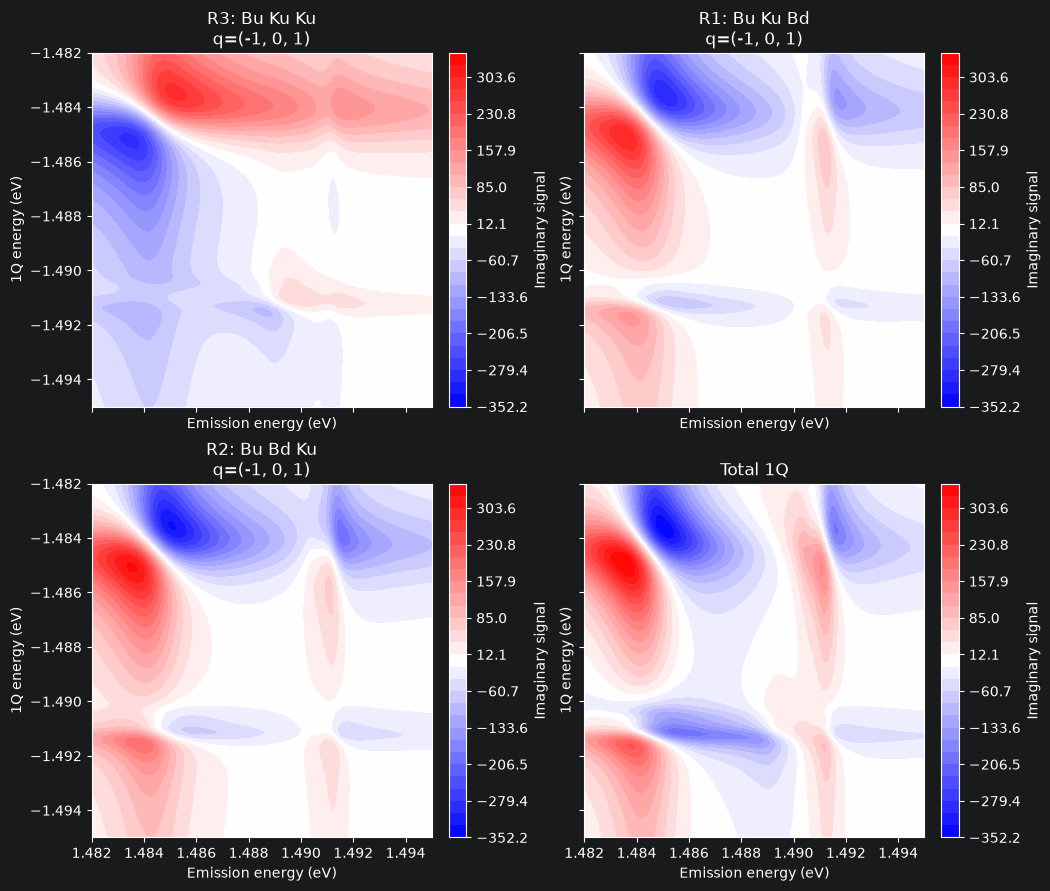 R3: Bu Ku Ku
q=(-1, 0, 1)
−1.482
−1.484
−1.486
−1.488
−1.490
−1.492
−1.494
1Q energy (eV)
Emission energy (eV)
303.6
230.8
157.9
85.0
12.1
−60.7
−133.6
−206.5
−279.4
−352.2
Imaginary signal
R1: Bu Ku Bd
q=(-1, 0, 1)
1Q energy (eV)
Emission energy (eV)
303.6
230.8
157.9
85.0
12.1
−60.7
−133.6
−206.5
−279.4
−352.2
Imaginary signal
R2: Bu Bd Ku
q=(-1, 0, 1)
−1.482
−1.484
−1.486
−1.488
−1.490
−1.492
−1.494
1Q energy (eV)
1.482 1.484 1.486 1.488 1.490 1.492 1.494
Emission energy (eV)
303.6
230.8
157.9
85.0
12.1
−60.7
−133.6
−206.5
−279.4
−352.2
Imaginary signal
Total 1Q
1Q energy (eV)
1.482 1.484 1.486 1.488 1.490 1.492 1.494
Emission energy (eV)
303.6
230.8
157.9
85.0
12.1
−60.7
−133.6
−206.5
−279.4
−352.2
Imaginary signal